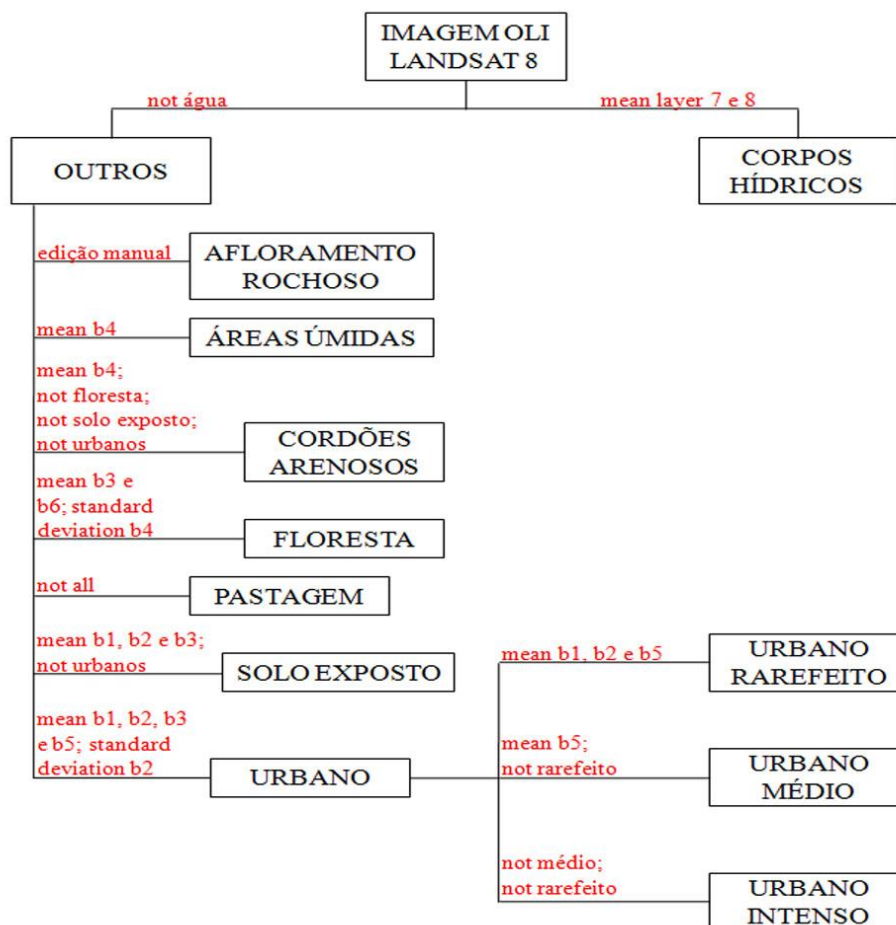 IMAGEM OLI
LANDSAT 8
not água
mean layer 7 e 8
OUTROS
CORPOS
HÍDRICOS
edição manual
AFLORAMENTO
ROCHOSO
mean b4
ÁREAS ÚMIDAS
mean b4;
not floresta;
not solo exposto;
not urbanos
CORDÕES
ARENOSOS
mean b3 e
b6; standard
deviation b4
FLORESTA
not all
PASTAGEM
mean b1, b2 e b3;
not urbanos
SOLO EXPOSTO
mean b1, b2, b3
e b5; standard
deviation b2
URBANO
mean b1, b2 e b5
URBANO
RAREFEITO
mean b5;
not rarefeito
URBANO
MÉDIO
not médio;
not rarefeito
URBANO
INTENSO